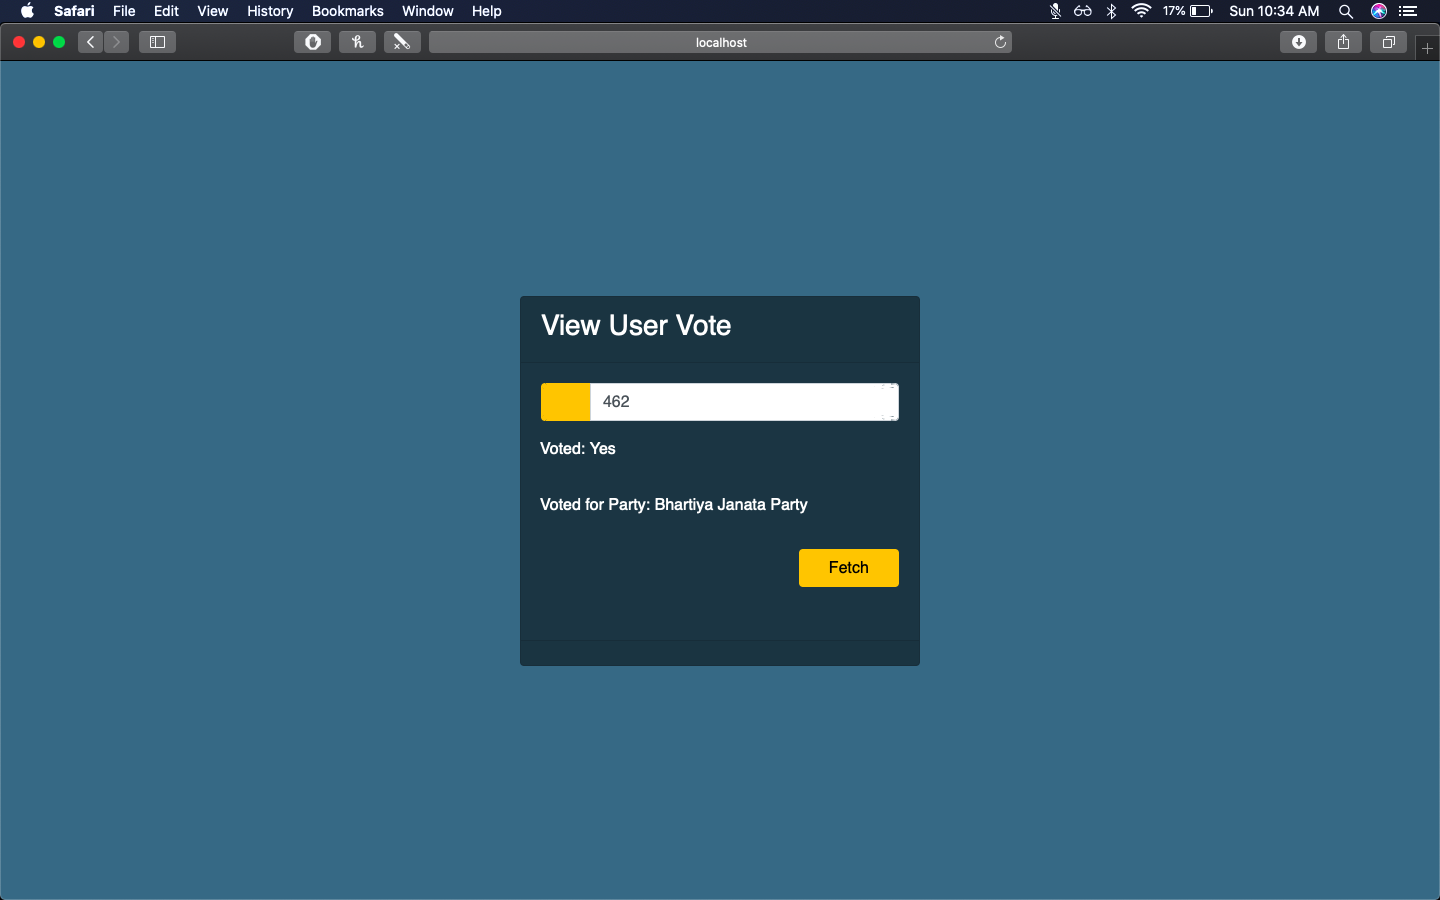 Safari File Edit View History Bookmarks Window Help 17% Sun 10:34 AM
localhost
View User Vote
462
Voted: Yes
Voted for Party: Bhartiya Janata Party
Fetch